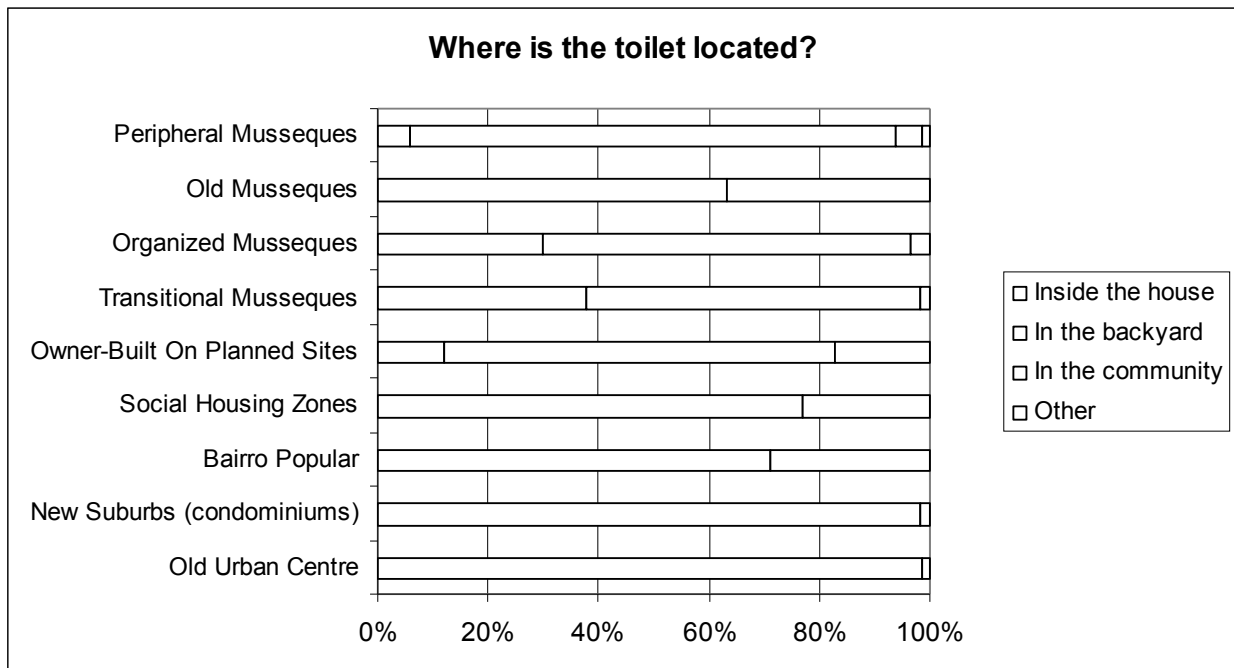 Where is the toilet located?
Peripheral Musseques
Old Musseques
Organized Musseques
Transitional Musseques
Owner-Built On Planned Sites
Social Housing Zones
Bairro Popular
New Suburbs (condominiums)
Old Urban Centre
0% 20% 40% 60% 80% 100%
Inside the house
In the backyard
In the community
Other